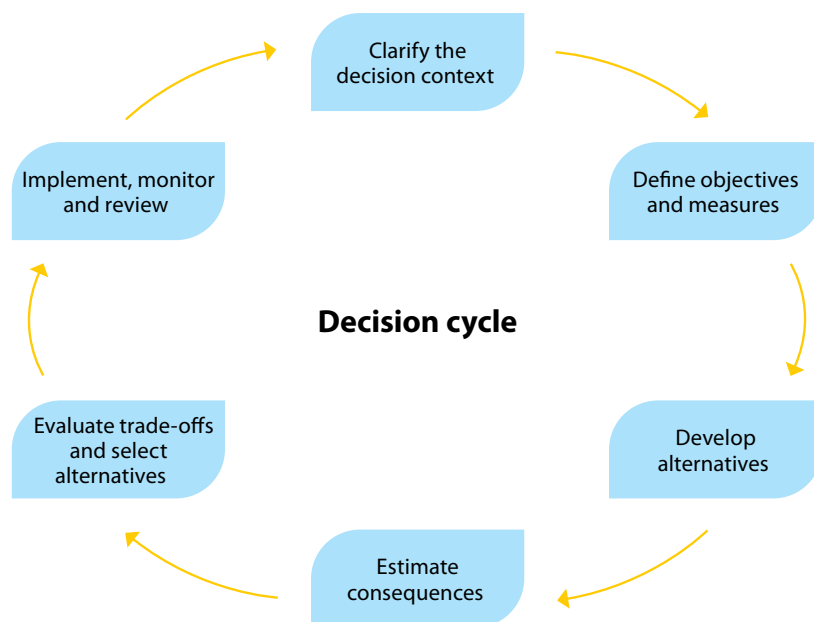 Clarify the
decision context
Define objectives
and measures
Develop
alternatives
Estimate
consequences
Evaluate trade-offs
and select
alternatives
Implement, monitor
and review
Decision cycle